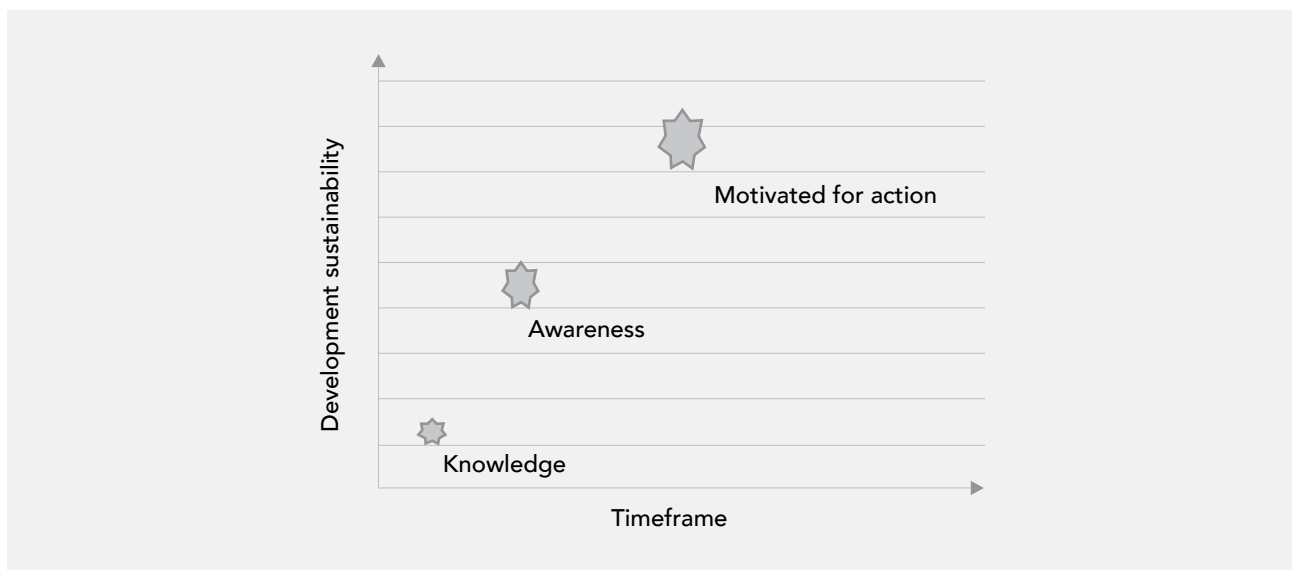 Development sustainability
Motivated for action
Awareness
Knowledge
Timeframe